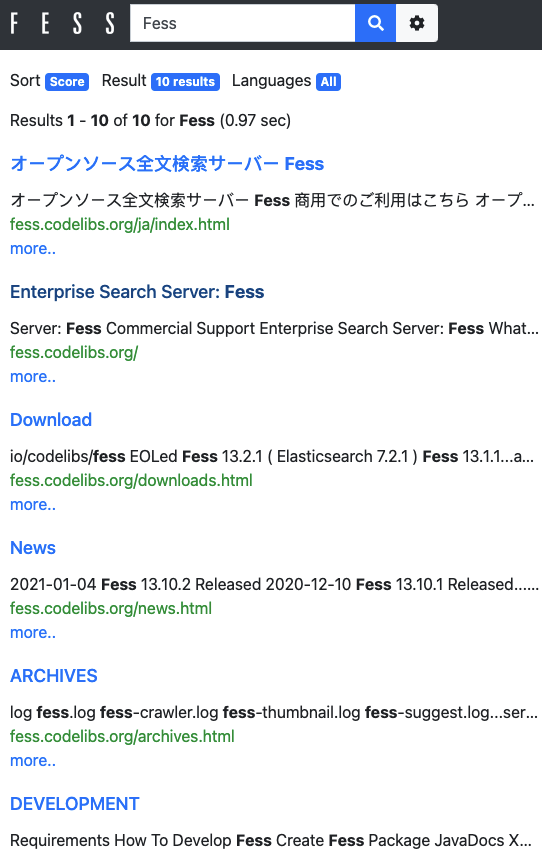 FESS Fess
Sort Score Result 10 results Languages All
Results 1 - 10 of 10 for Fess (0.97 sec)
オープンソース全文検索サーバー Fess
オープンソース全文検索サーバー Fess 商用でのご利用はこちら オープ...
fess.codelibs.org/ja/index.html
more..
Enterprise Search Server: Fess
Server: Fess Commercial Support Enterprise Search Server: Fess What...
fess.codelibs.org/
more..
Download
io/codelibs/fess EOLed Fess 13.2.1 ( Elasticsearch 7.2.1 ) Fess 13.1.1...a...
fess.codelibs.org/downloads.html
more..
News
2021-01-04 Fess 13.10.2 Released 2020-12-10 Fess 13.10.1 Released......
fess.codelibs.org/news.html
more..
ARCHIVES
log fess.log fess-crawler.log fess-thumbnail.log fess-suggest.log...ser...
fess.codelibs.org/archives.html
more..
DEVELOPMENT
Requirements How To Develop Fess Create Fess Package JavaDocs X...